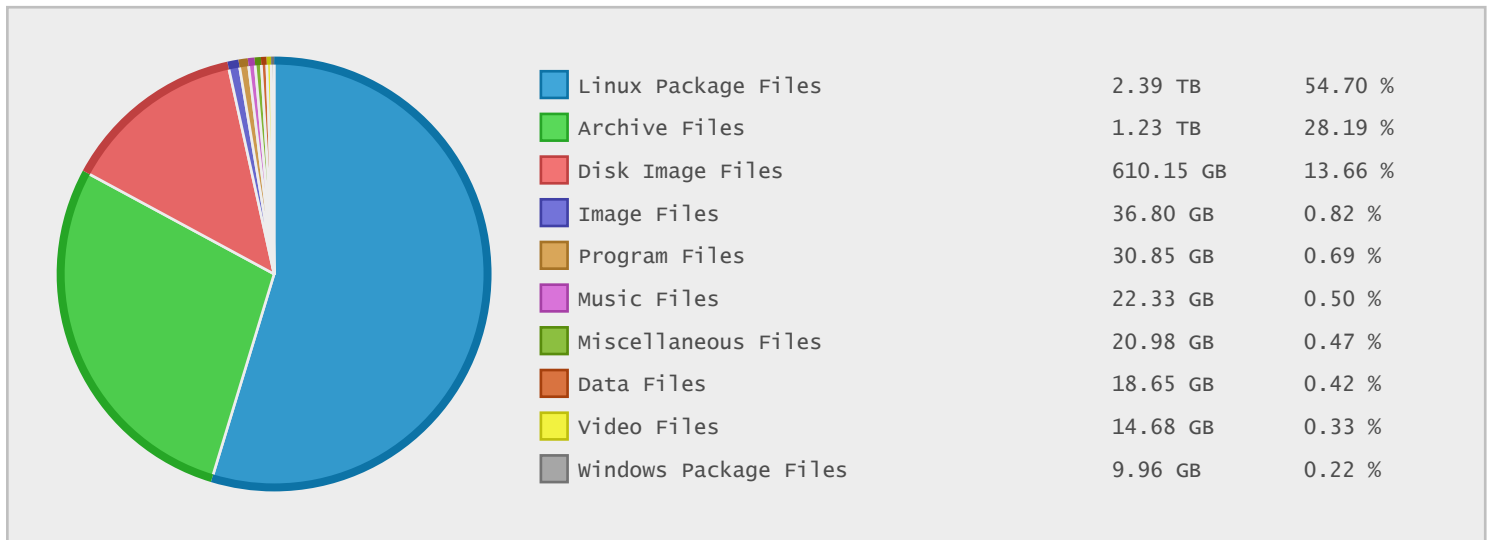 Linux Package Files 2.39 TB 54.70 %
Archive Files 1.23 TB 28.19 %
Disk Image Files 610.15 GB 13.66 %
Image Files 36.80 GB 0.82 %
Program Files 30.85 GB 0.69 %
Music Files 22.33 GB 0.50 %
Miscellaneous Files 20.98 GB 0.47 %
Data Files 18.65 GB 0.42 %
Video Files 14.68 GB 0.33 %
Windows Package Files 9.96 GB 0.22 %